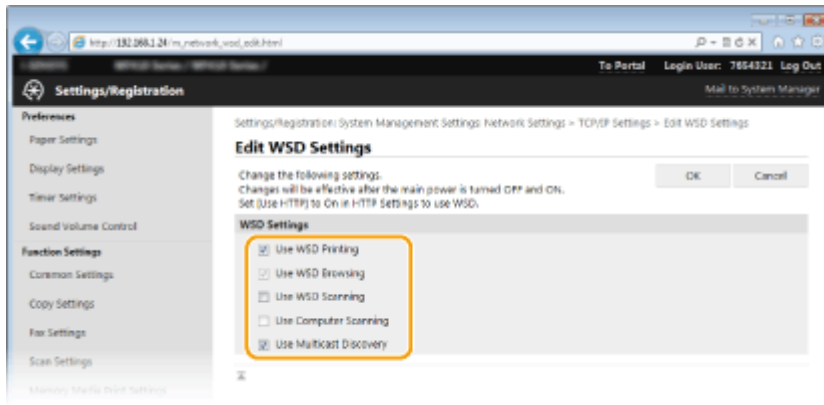 http://192.168.1.24/m_network_wsd_edit.html
To Portal Login User: 7654321 Log Out
Settings/Registration
Mail to System Manager
Preferences
Paper Settings
Display Settings
Timer Settings
Sound Volume Control
Function Settings
Common Settings
Copy Settings
Fax Settings
Scan Settings
Memory Media Print Settings
Settings/Registration: System Management Settings: Network Settings > TCP/IP Settings > Edit WSD Settings
Edit WSD Settings
Change the following settings.
Changes will be effective after the main power is turned OFF and ON.
Set [Use HTTP] to On in HTTP Settings to use WSD.
OK
Cancel
WSD Settings
Use WSD Printing
Use WSD Browsing
Use WSD Scanning
Use Computer Scanning
Use Multicast Discovery